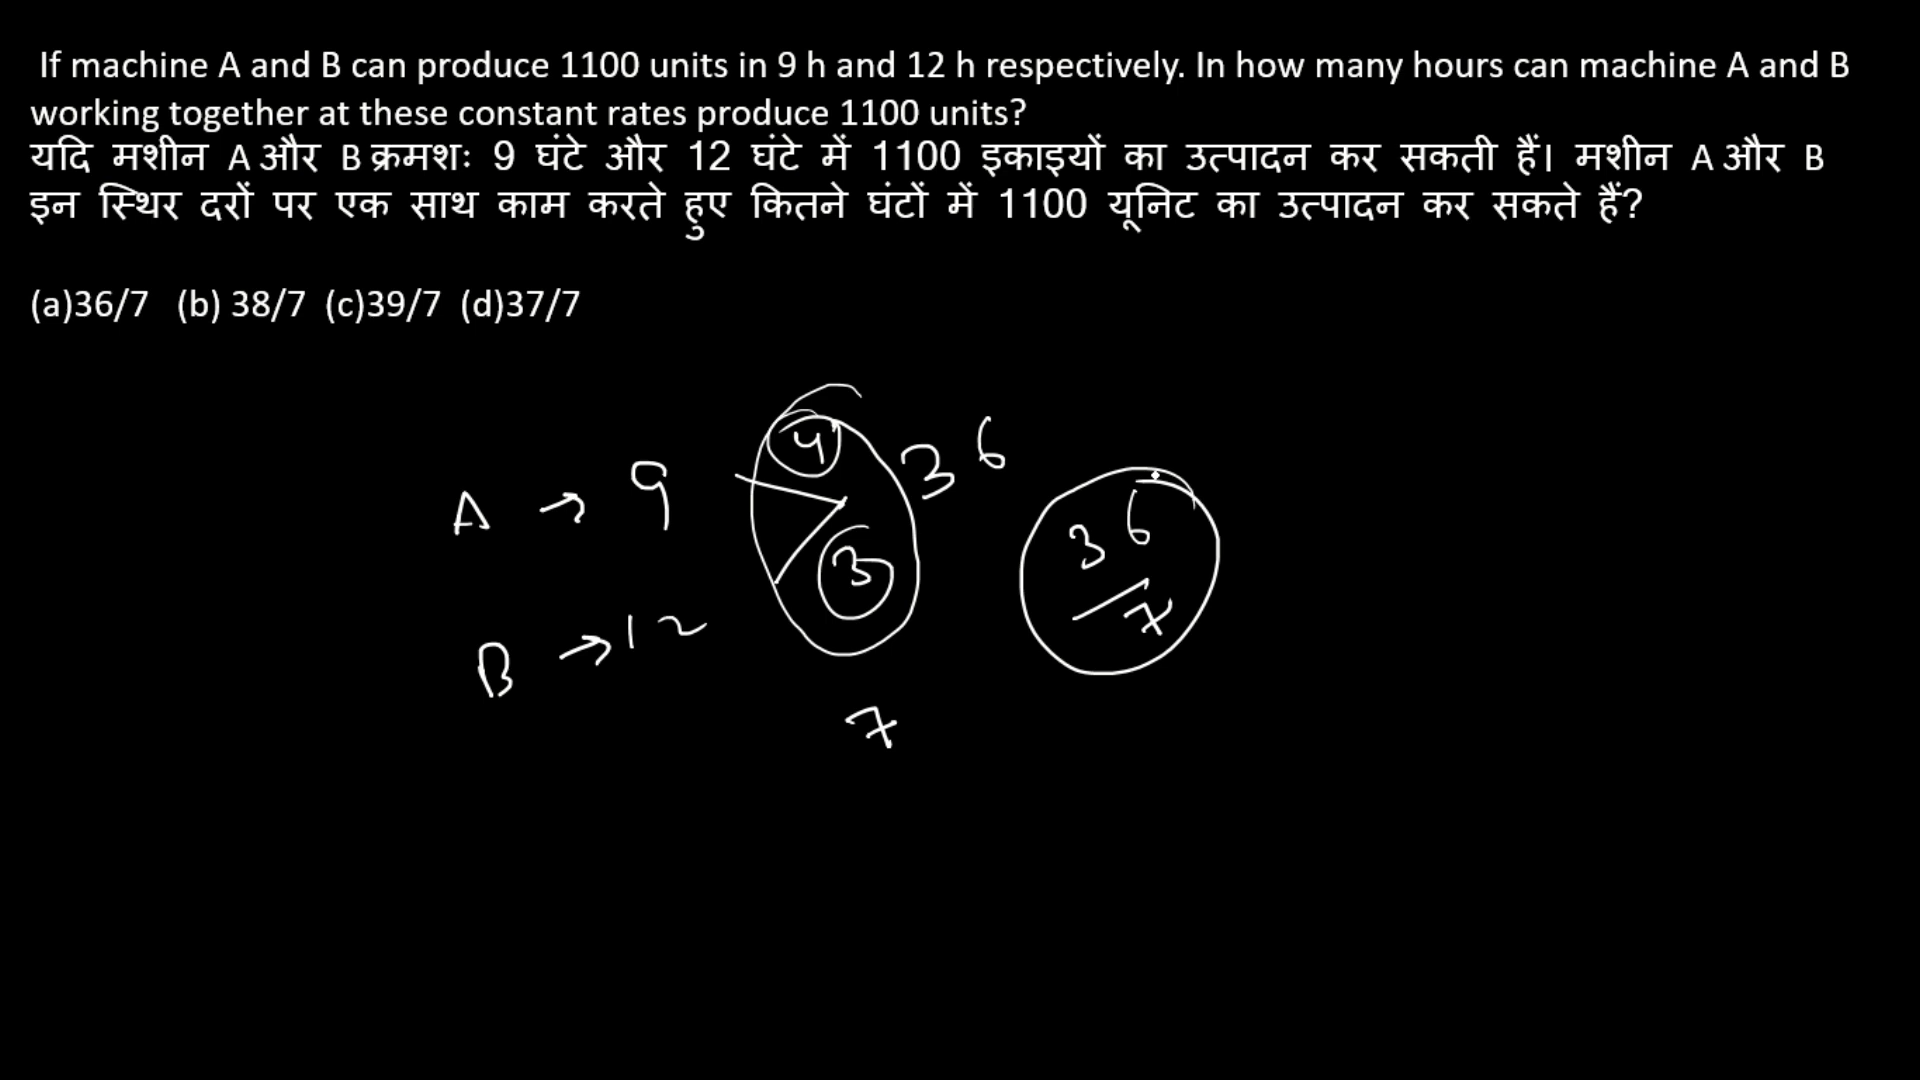 If machine A and B can produce 1100 units in 9 h and 12 h respectively. In how many hours can machine A and B
working together at these constant rates produce 1100 units?
यदि मशीन A और B क्रमशः 9 घंटे और 12 घंटे में 1100 इकाइयों का उत्पादन कर सकती हैं। मशीन A और B
इन स्थिर दरों पर एक साथ काम करते हुए कितने घंटों में 1100 यूनिट का उत्पादन कर सकते हैं?
(a)36/7 (b) 38/7 (c)39/7 (d)37/7
4
A → 9 36
36
3
7
B → 12
7